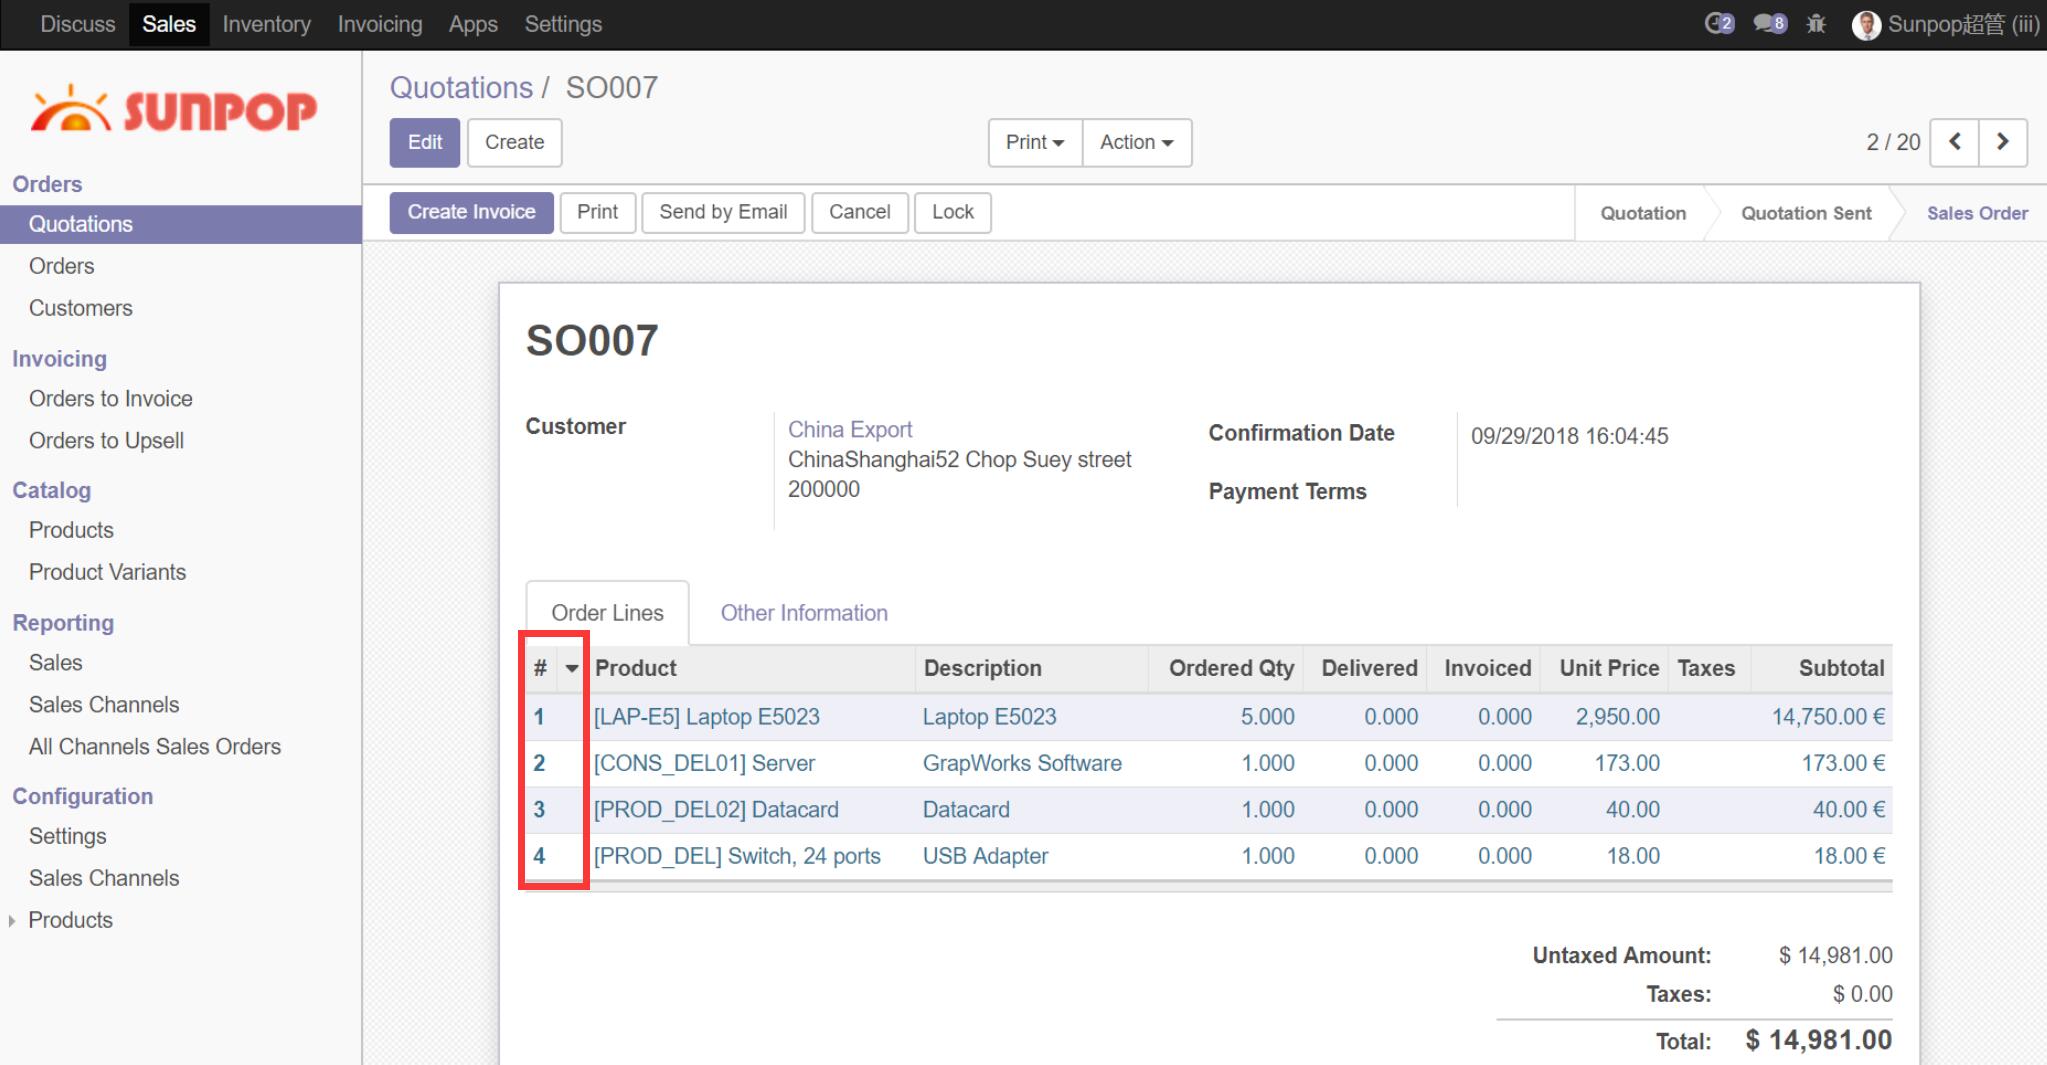 Discuss Sales Inventory Invoicing Apps Settings 2 8 Sunpop超管 (iii)
SUNPOP
Quotations / SO007
Edit Create Print Action 2 / 20
Create Invoice Print Send by Email Cancel Lock Quotation Quotation Sent Sales Order
Orders
Quotations
Orders
Customers
Invoicing
Orders to Invoice
Orders to Upsell
Catalog
Products
Product Variants
Reporting
Sales
Sales Channels
All Channels Sales Orders
Configuration
Settings
Sales Channels
Products
SO007
Customer
China Export
ChinaShanghai52 Chop Suey street
200000
Confirmation Date 09/29/2018 16:04:45
Payment Terms
Order Lines Other Information
# Product Description Ordered Qty Delivered Invoiced Unit Price Taxes Subtotal
1 [LAP-E5] Laptop E5023 Laptop E5023 5.000 0.000 0.000 2,950.00 14,750.00 €
2 [CONS_DEL01] Server GrapWorks Software 1.000 0.000 0.000 173.00 173.00 €
3 [PROD_DEL02] Datacard Datacard 1.000 0.000 0.000 40.00 40.00 €
4 [PROD_DEL] Switch, 24 ports USB Adapter 1.000 0.000 0.000 18.00 18.00 €
Untaxed Amount: $ 14,981.00
Taxes: $ 0.00
Total: $ 14,981.00